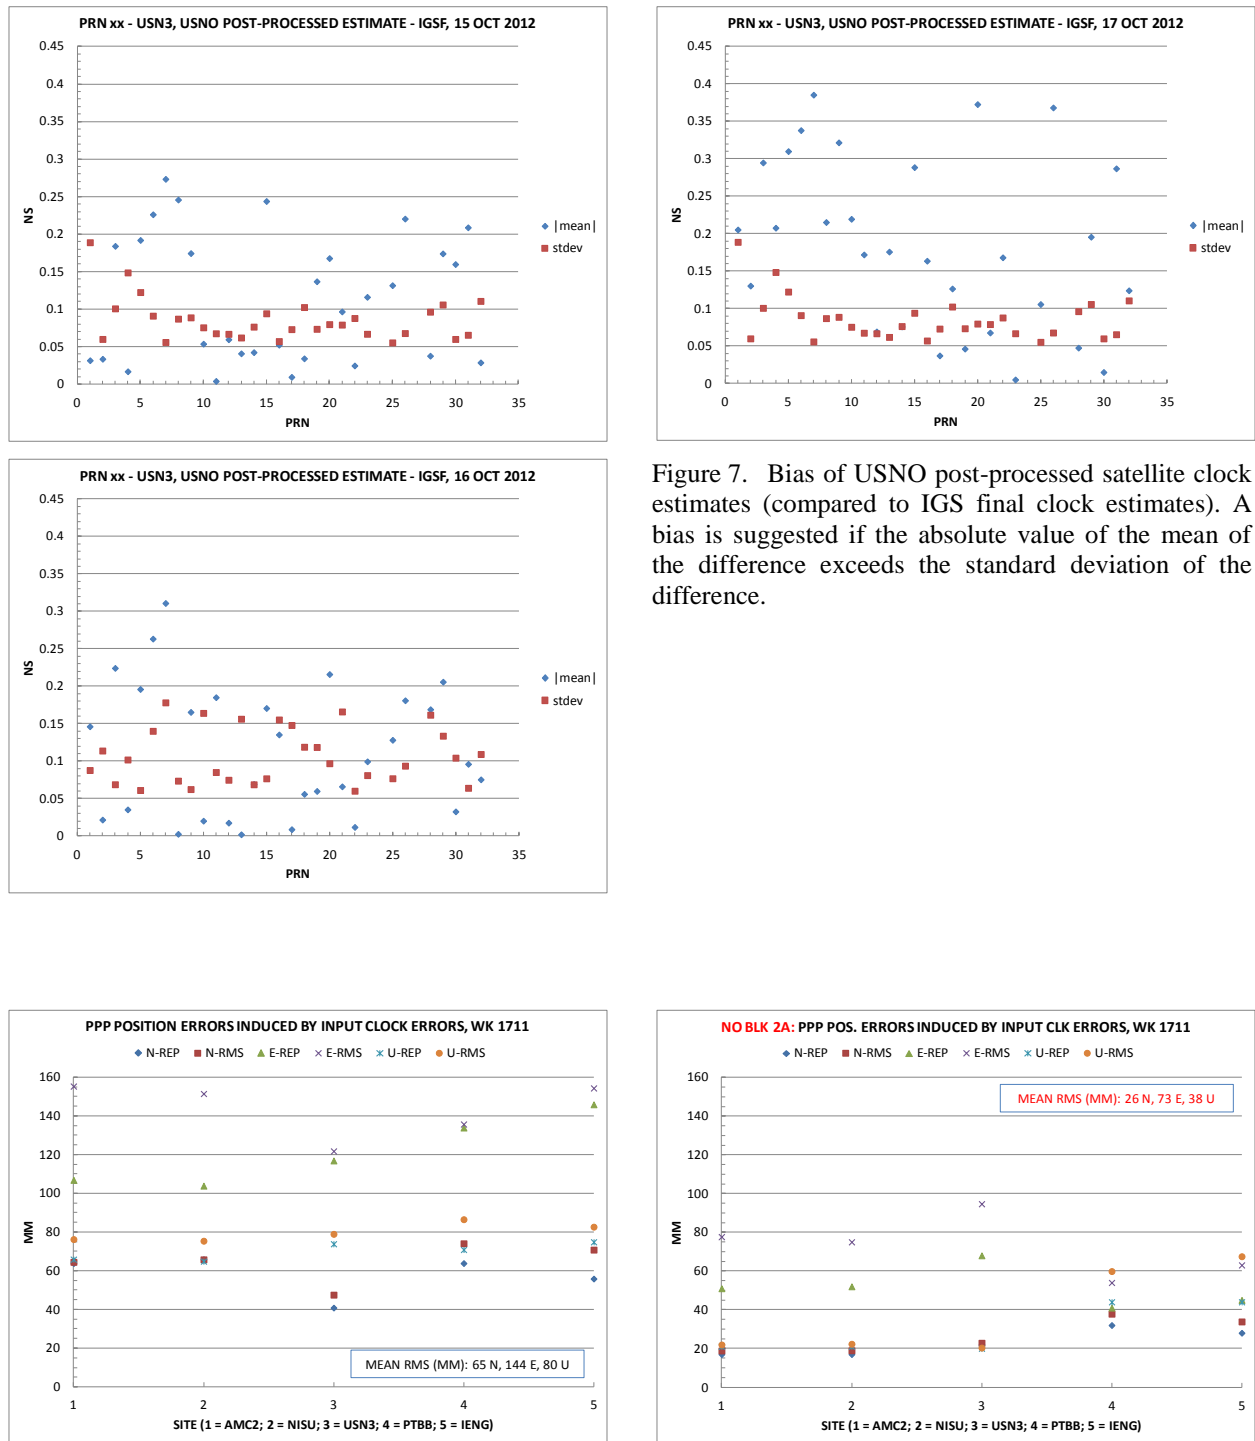 PRN xx - USN3, USNO POST-PROCESSED ESTIMATE - IGSF, 15 OCT 2012
0.45
0.4
0.35
0.3
0.25
0.2
0.15
0.1
0.05
0
NS
0 5 10 15 20 25 30 35
PRN
|mean|
stdev
PRN xx - USN3, USNO POST-PROCESSED ESTIMATE - IGSF, 17 OCT 2012
0.45
0.4
0.35
0.3
0.25
0.2
0.15
0.1
0.05
0
NS
0 5 10 15 20 25 30 35
PRN
|mean|
stdev
PRN xx - USN3, USNO POST-PROCESSED ESTIMATE - IGSF, 16 OCT 2012
0.45
0.4
0.35
0.3
0.25
0.2
0.15
0.1
0.05
0
NS
0 5 10 15 20 25 30 35
PRN
|mean|
stdev
Figure 7. Bias of USNO post-processed satellite clock
estimates (compared to IGS final clock estimates). A
bias is suggested if the absolute value of the mean of
the difference exceeds the standard deviation of the
difference.
PPP POSITION ERRORS INDUCED BY INPUT CLOCK ERRORS, WK 1711
N-REP N-RMS E-REP E-RMS U-REP U-RMS
160
140
120
100
80
60
40
20
0
MM
MEAN RMS (MM): 65 N, 144 E, 80 U
1 2 3 4 5
SITE (1 = AMC2; 2 = NISU; 3 = USN3; 4 = PTBB; 5 = IENG)
NO BLK 2A: PPP POS. ERRORS INDUCED BY INPUT CLK ERRORS, WK 1711
N-REP N-RMS E-REP E-RMS U-REP U-RMS
160
140
120
100
80
60
40
20
0
MM
MEAN RMS (MM): 26 N, 73 E, 38 U
1 2 3 4 5
SITE (1 = AMC2; 2 = NISU; 3 = USN3; 4 = PTBB; 5 = IENG)